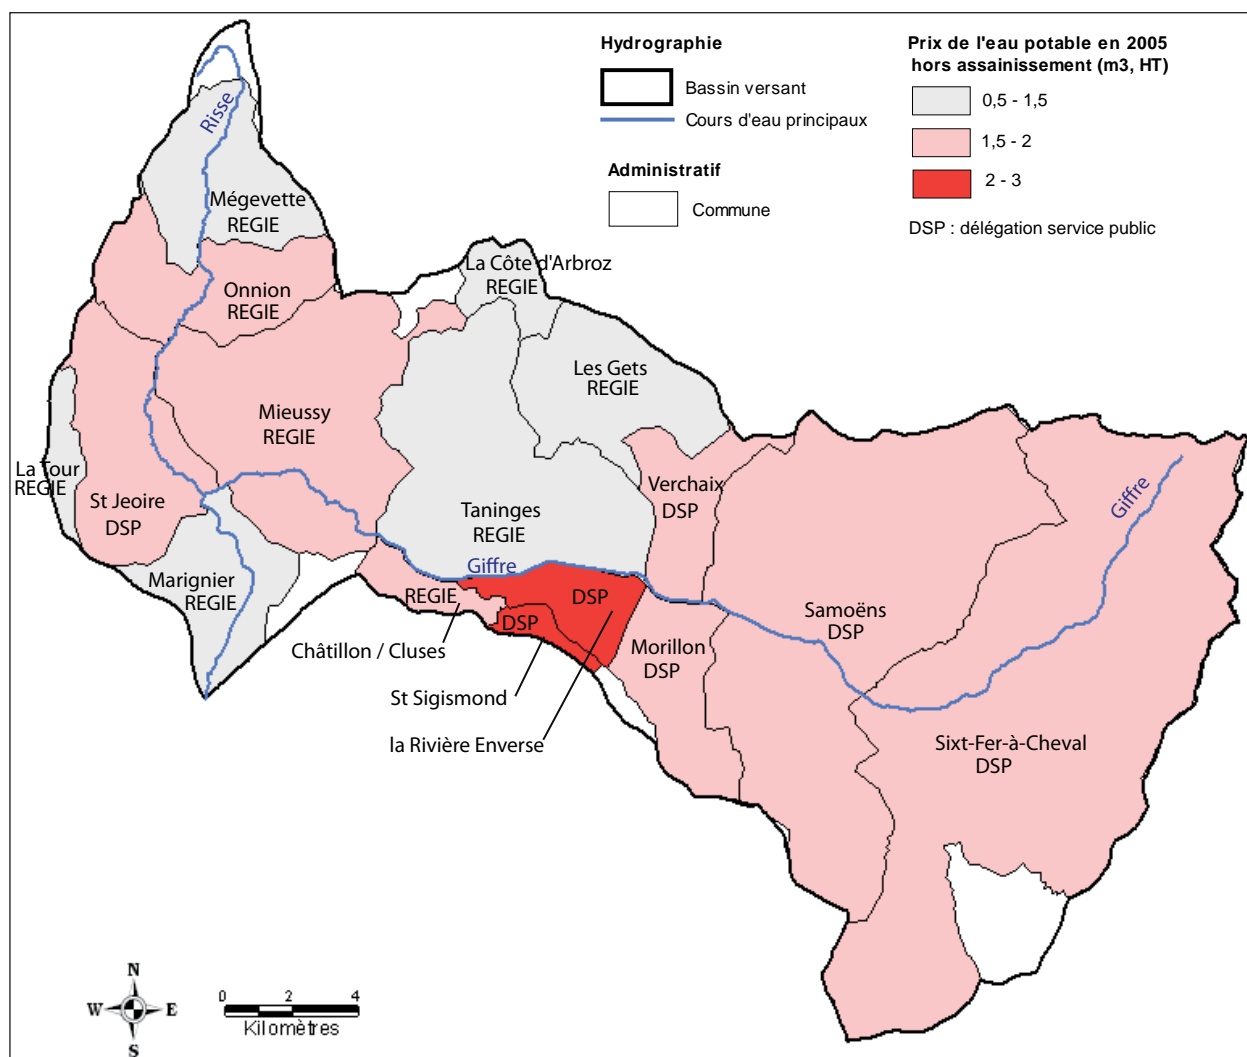 Hydrographie
Bassin versant
Cours d'eau principaux
Administratif
Commune
Prix de l'eau potable en 2005
hors assainissement (m3, HT)
0,5 - 1,5
1,5 - 2
2 - 3
DSP : délégation service public
Risse
Mégevette
REGIE
La Côte d'Arbroz
REGIE
Onnion
REGIE
Les Gets
REGIE
Mieussy
REGIE
La Tour
REGIE
St Jeoire
DSP
Verchaix
DSP
Giffre
Taninges
REGIE
Giffre
Marignier
REGIE
REGIE
DSP
DSP
Samoëns
DSP
Châtillon / Cluses
Morillon
DSP
St Sigismond
la Rivière Enverse
Sixt-Fer-à-Cheval
DSP
N
W
E
S
0 2 4
Kilomètres